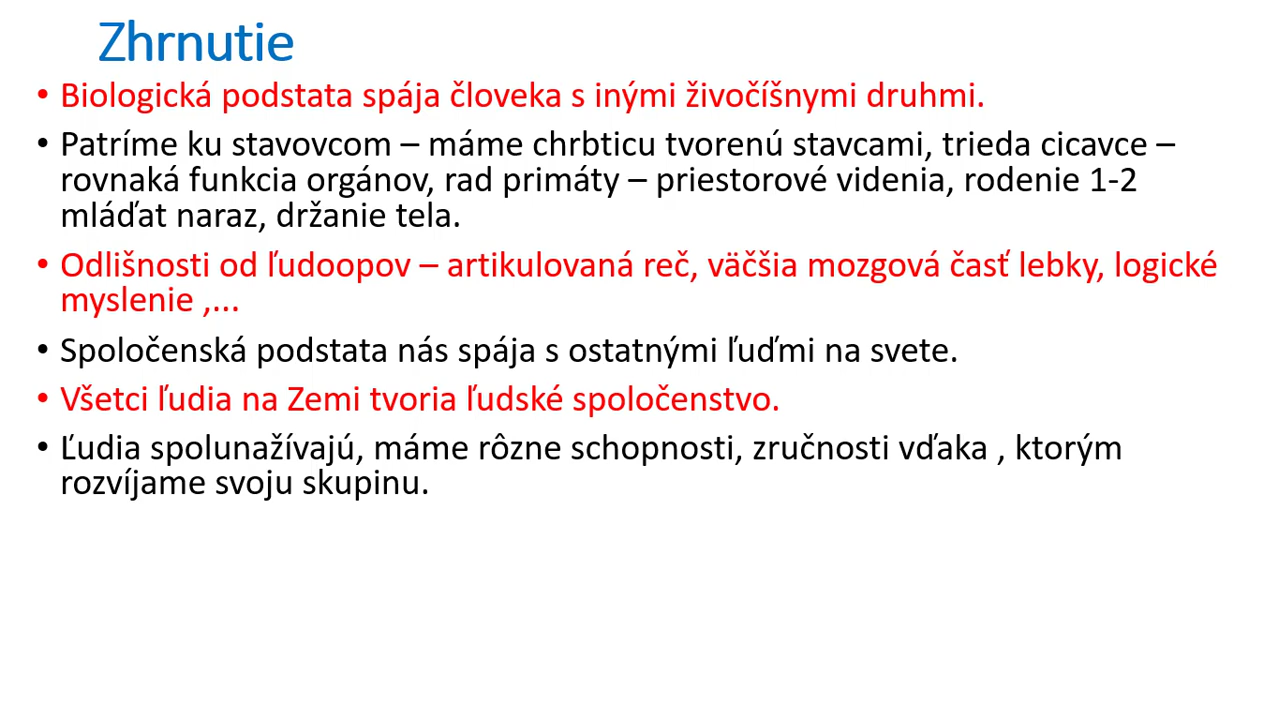 Zhrnutie
• Biologická podstata spája človeka s inými živočíšnymi druhmi.
• Patríme ku stavovcom – máme chrbticu tvorenú stavcami, trieda cicavce –
rovnaká funkcia orgánov, rad primáty – priestorové videnia, rodenie 1-2
mláďat naraz, držanie tela.
• Odlišnosti od ľudoopov – artikulovaná reč, väčšia mozgová časť lebky, logické
myslenie ,...
• Spoločenská podstata nás spája s ostatnými ľuďmi na svete.
• Všetci ľudia na Zemi tvoria ľudské spoločenstvo.
• Ľudia spolunažívajú, máme rôzne schopnosti, zručnosti vďaka , ktorým
rozvíjame svoju skupinu.